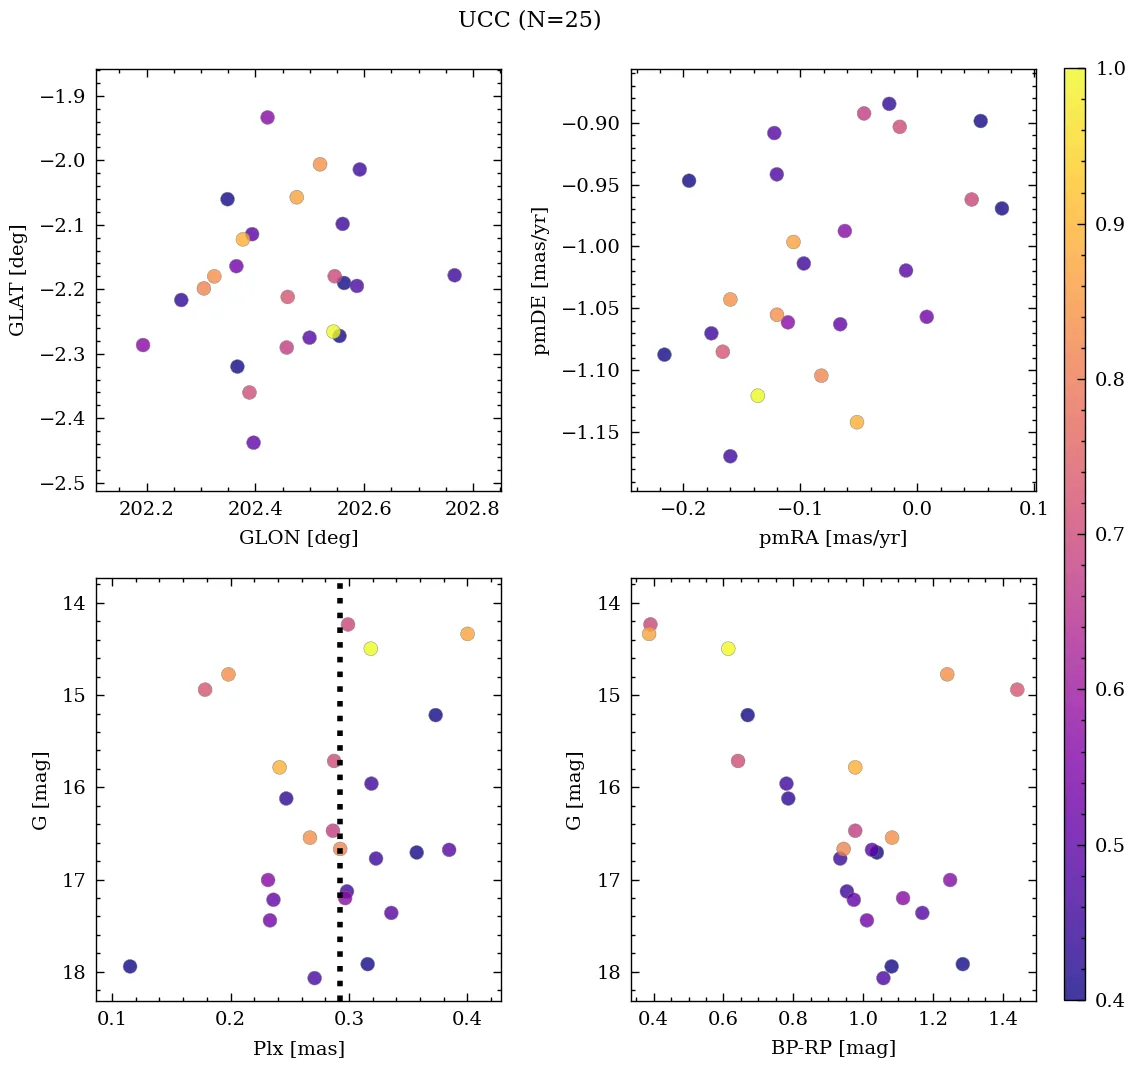 UCC (N=25)
−1.9
−2.0
−2.1
−2.2
−2.3
−2.4
−2.5
GLAT [deg]
202.2 202.4 202.6 202.8
GLON [deg]
−0.90
−0.95
−1.00
−1.05
−1.10
−1.15
pmDE [mas/yr]
−0.2 −0.1 0.0 0.1
pmRA [mas/yr]
14
15
16
17
18
G [mag]
0.1 0.2 0.3 0.4
Plx [mas]
14
15
16
17
18
G [mag]
0.4 0.6 0.8 1.0 1.2 1.4
BP-RP [mag]
1.0
0.9
0.8
0.7
0.6
0.5
0.4